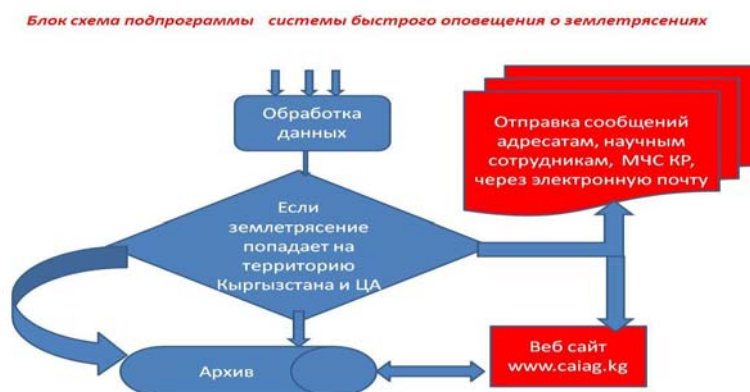 Блок схема подпрограммы системы быстрого оповещения о землетрясениях
Обработка
данных
Отправка сообщений
адресатам, научным
сотрудникам, МЧС КР,
через электронную почту
Если
землетрясение
попадает на
территорию
Кыргызстана и ЦА
Архив
Веб сайт
www.caiag.kg